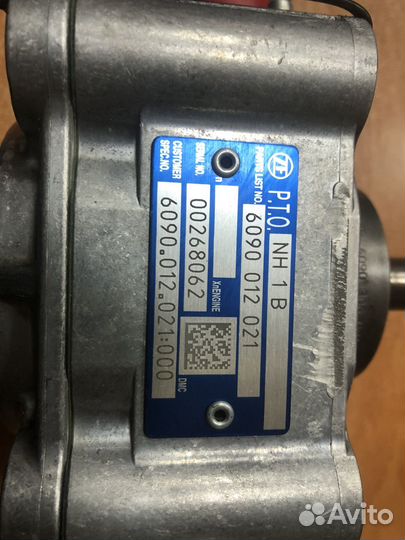 ZF P.T.O. NH 1 B
PARTS LIST NO. 6090 012 021
SERIAL NO. 00268062
XnENGINE
CUSTOMER SPEC.NO. 6090.012.021:000
DMC
Avito